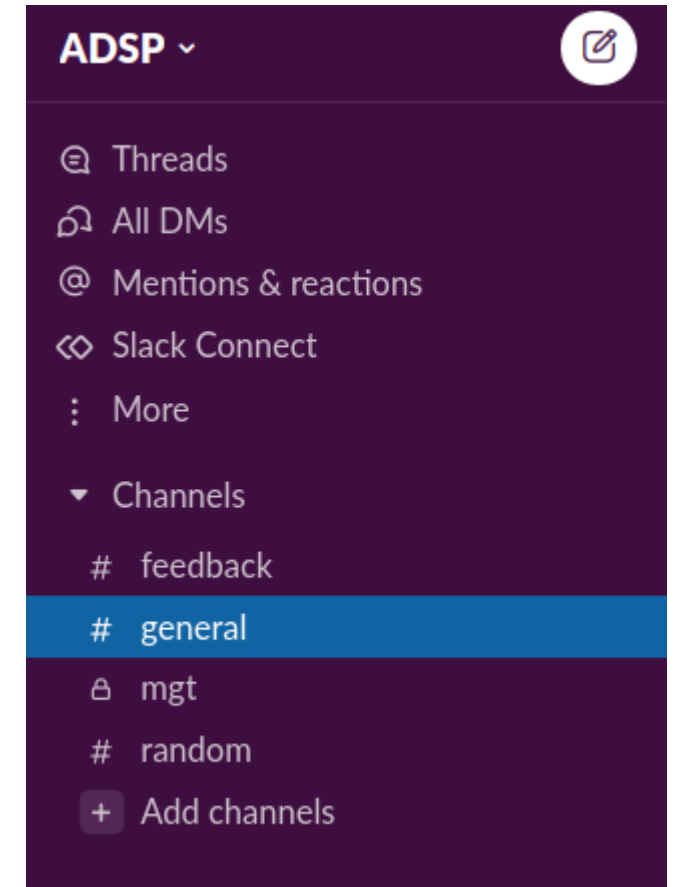 ADSP
Threads
All DMs
@ Mentions & reactions
Slack Connect
More
Channels
# feedback
# general
mgt
# random
+ Add channels